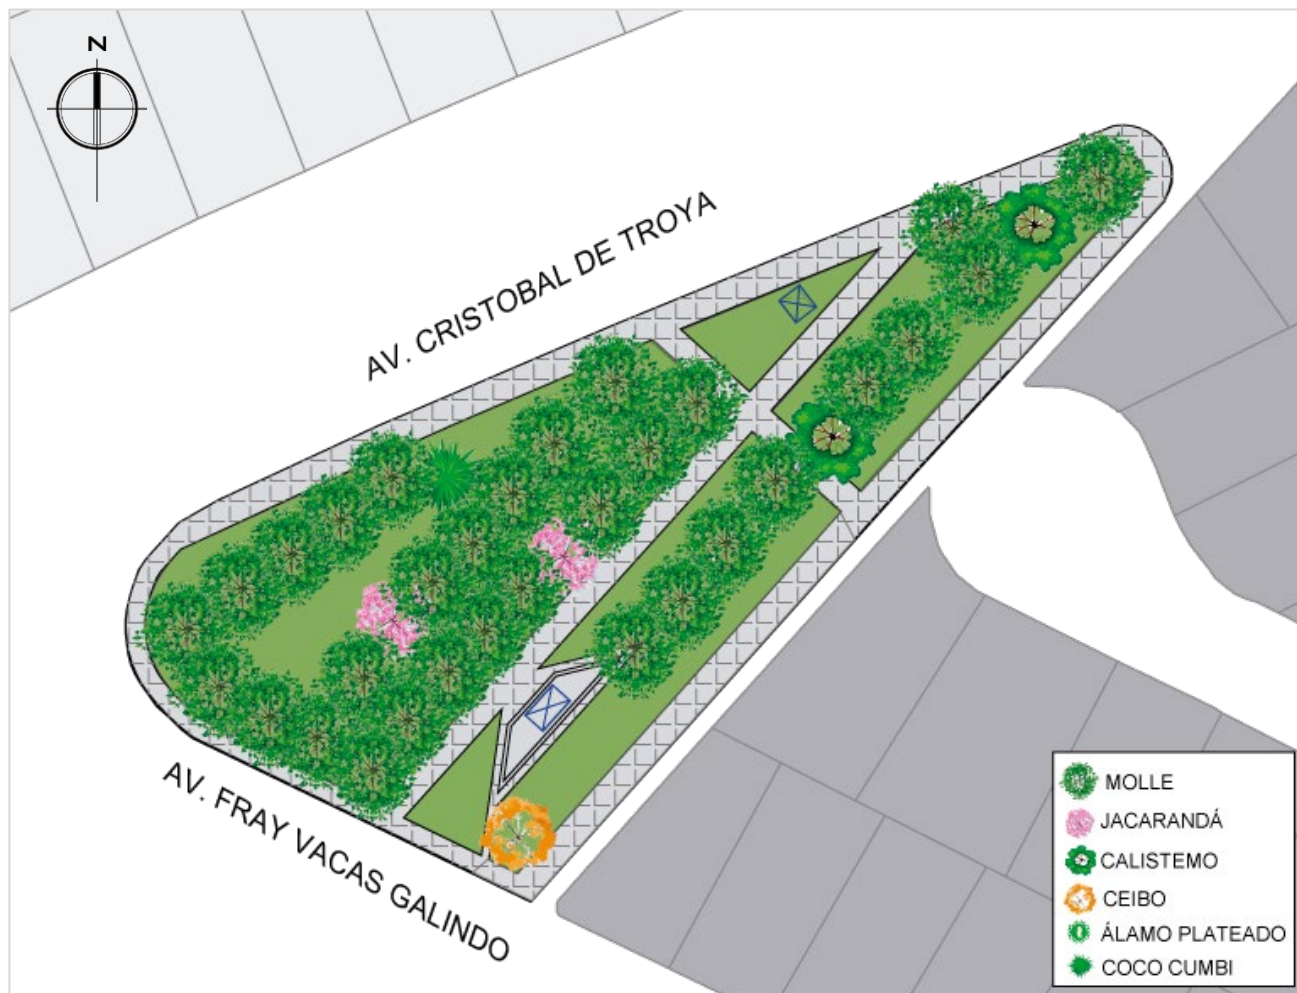 N
AV. CRISTOBAL DE TROYA
AV. FRAY VACAS GALINDO
MOLLE
JACARANDÁ
CALISTEMO
CEIBO
ÁLAMO PLATEADO
COCO CUMBI